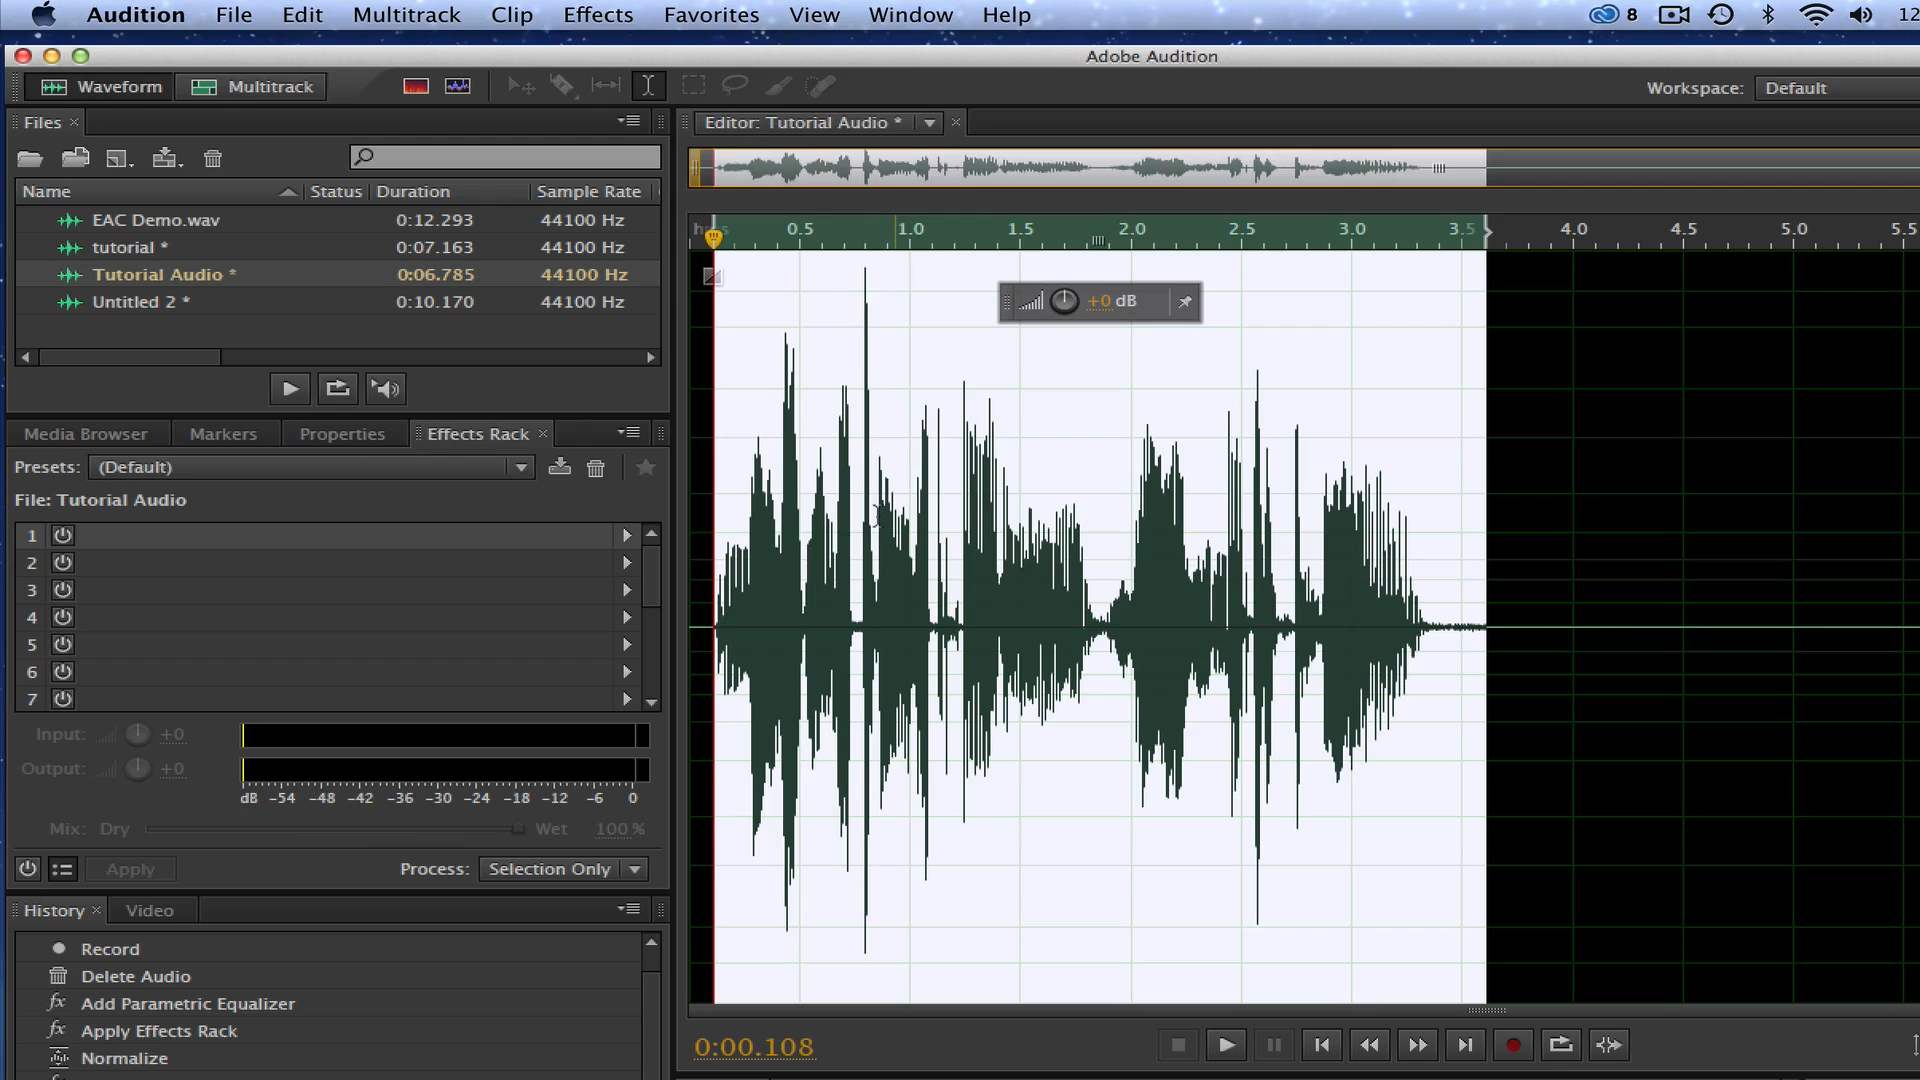 Audition File Edit Multitrack Clip Effects Favorites View Window Help 8 12
Adobe Audition
Waveform Multitrack Workspace: Default
Files Editor: Tutorial Audio *
Name Status Duration Sample Rate
EAC Demo.wav 0:12.293 44100 Hz
tutorial * 0:07.163 44100 Hz
Tutorial Audio * 0:06.785 44100 Hz
Untitled 2 * 0:10.170 44100 Hz
0.5 1.0 1.5 2.0 2.5 3.0 3.5 4.0 4.5 5.0 5.5
+0 dB
Media Browser Markers Properties Effects Rack
Presets: (Default)
File: Tutorial Audio
1
2
3
4
5
6
7
Input: +0
Output: +0
dB -54 -48 -42 -36 -30 -24 -18 -12 -6 0
Mix: Dry Wet 100 %
Apply Process: Selection Only
History Video
Record
Delete Audio
fx Add Parametric Equalizer
fx Apply Effects Rack
Normalize
0:00.108